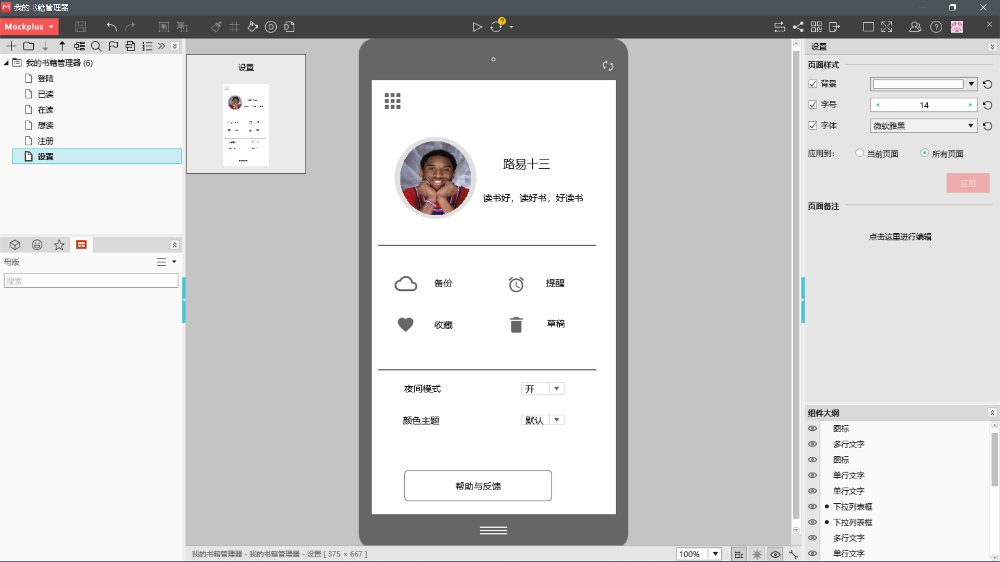 我的书籍管理器
Mockplus
?
D
?
我的书籍管理器 (6)
登陆
已读
在读
想读
注册
设置
母版
搜索
设置
路易十三
读书好，读好书，好读书
备份
提醒
收藏
草稿
夜间模式
开
颜色主题
默认
帮助与反馈
我的书籍管理器 - 我的书籍管理器 - 设置 [ 375 × 667 ]
100%
设置
页面样式
背景
字号
14
字体
微软雅黑
应用到：
当前页面
所有页面
应用
页面备注
点击这里进行编辑
组件大纲
图标
多行文字
图标
单行文字
单行文字
下拉列表框
下拉列表框
多行文字
单行文字